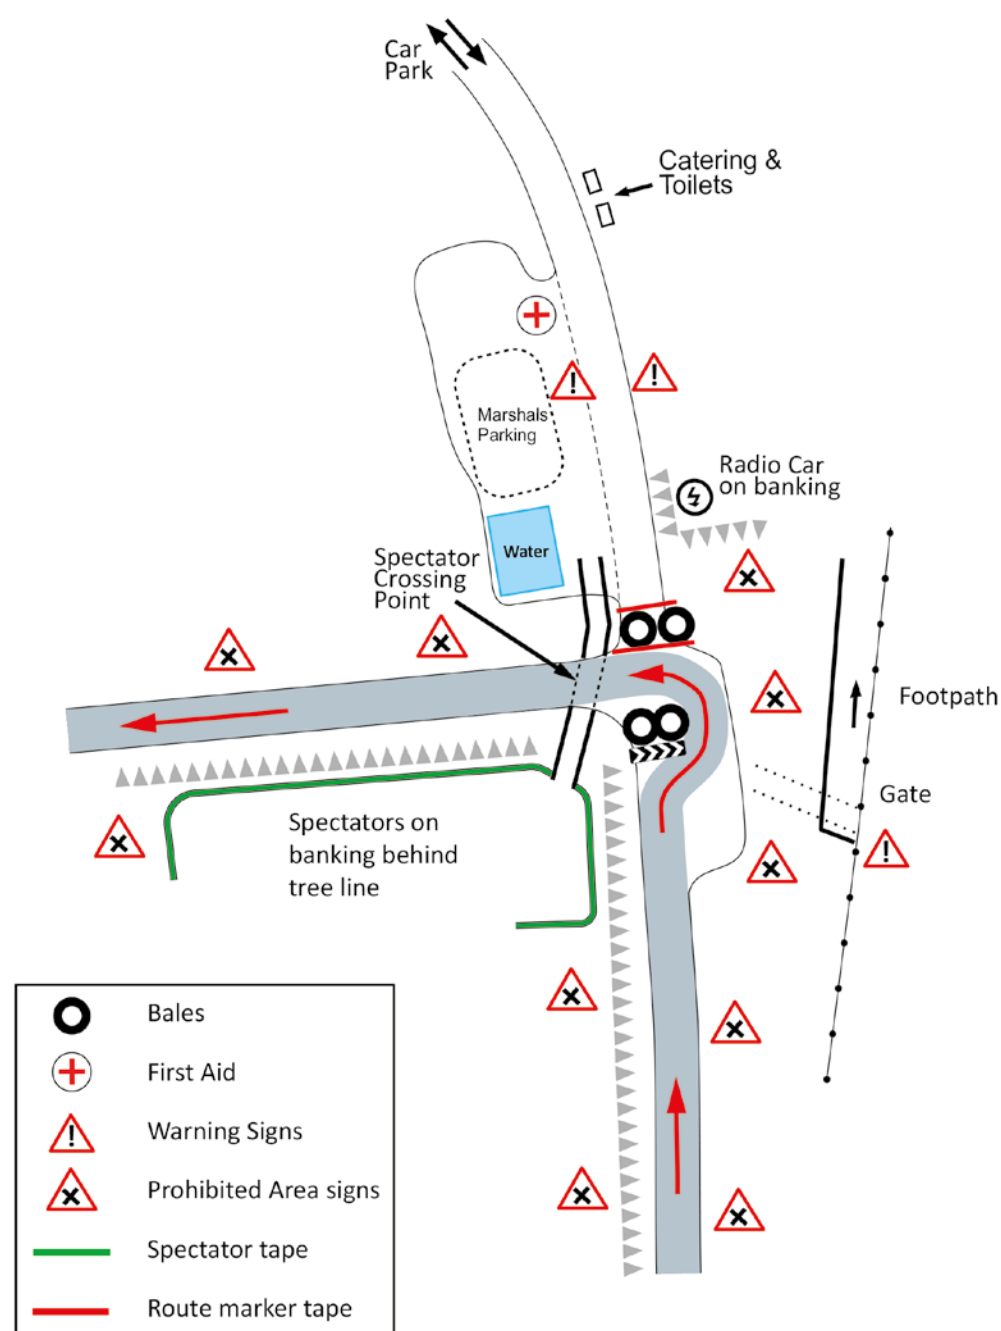 Car
Park
Catering &
Toilets
Marshals
Parking
Radio Car
on banking
Water
Spectator
Crossing
Point
Footpath
Gate
Spectators on
banking behind
tree line
Bales
First Aid
Warning Signs
Prohibited Area signs
Spectator tape
Route marker tape